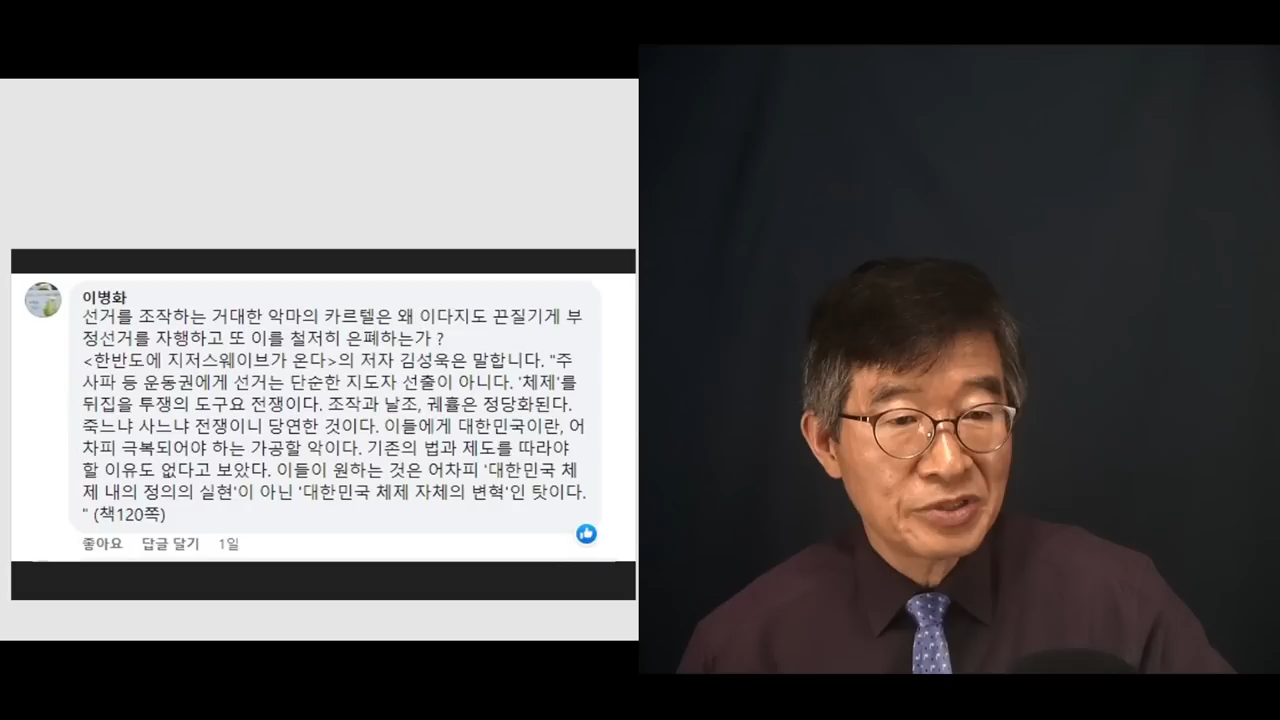 이병화
선거를 조작하는 거대한 악마의 카르텔은 왜 이다지도 끈질기게 부
정선거를 자행하고 또 이를 철저히 은폐하는가 ?
<한반도에 지저스웨이브가 온다>의 저자 김성욱은 말합니다. "주
사파 등 운동권에게 선거는 단순한 지도자 선출이 아니다. '체제'를
뒤집을 투쟁의 도구요 전쟁이다. 조작과 날조, 궤휼은 정당화된다.
죽느냐 사느냐 전쟁이니 당연한 것이다. 이들에게 대한민국이란, 어
차피 극복되어야 하는 가공할 악이다. 기존의 법과 제도를 따라야
할 이유도 없다고 보았다. 이들이 원하는 것은 어차피 '대한민국 체
제 내의 정의의 실현'이 아닌 '대한민국 체제 자체의 변혁'인 탓이다.
" (책120쪽)
좋아요 답글 달기 1일